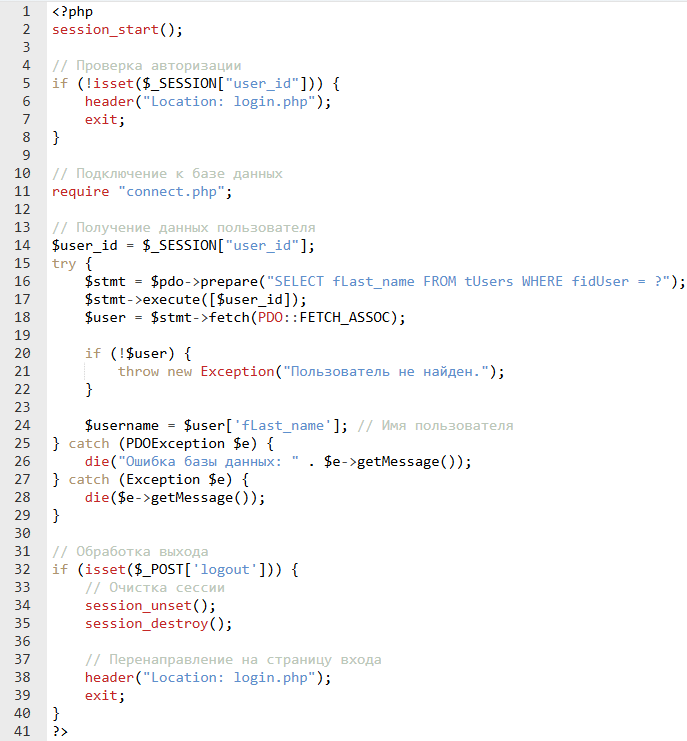 1 <?php
2 session_start();
3
4 // Проверка авторизации
5 if (!isset($_SESSION["user_id"])) {
6     header("Location: login.php");
7     exit;
8 }
9
10 // Подключение к базе данных
11 require "connect.php";
12
13 // Получение данных пользователя
14 $user_id = $_SESSION["user_id"];
15 try {
16     $stmt = $pdo->prepare("SELECT fLast_name FROM tUsers WHERE fidUser = ?");
17     $stmt->execute([$user_id]);
18     $user = $stmt->fetch(PDO::FETCH_ASSOC);
19
20     if (!$user) {
21         throw new Exception("Пользователь не найден.");
22     }
23
24     $username = $user['fLast_name']; // Имя пользователя
25 } catch (PDOException $e) {
26     die("Ошибка базы данных: " . $e->getMessage());
27 } catch (Exception $e) {
28     die($e->getMessage());
29 }
30
31 // Обработка выхода
32 if (isset($_POST['logout'])) {
33     // Очистка сессии
34     session_unset();
35     session_destroy();
36
37     // Перенаправление на страницу входа
38     header("Location: login.php");
39     exit;
40 }
41 ?>